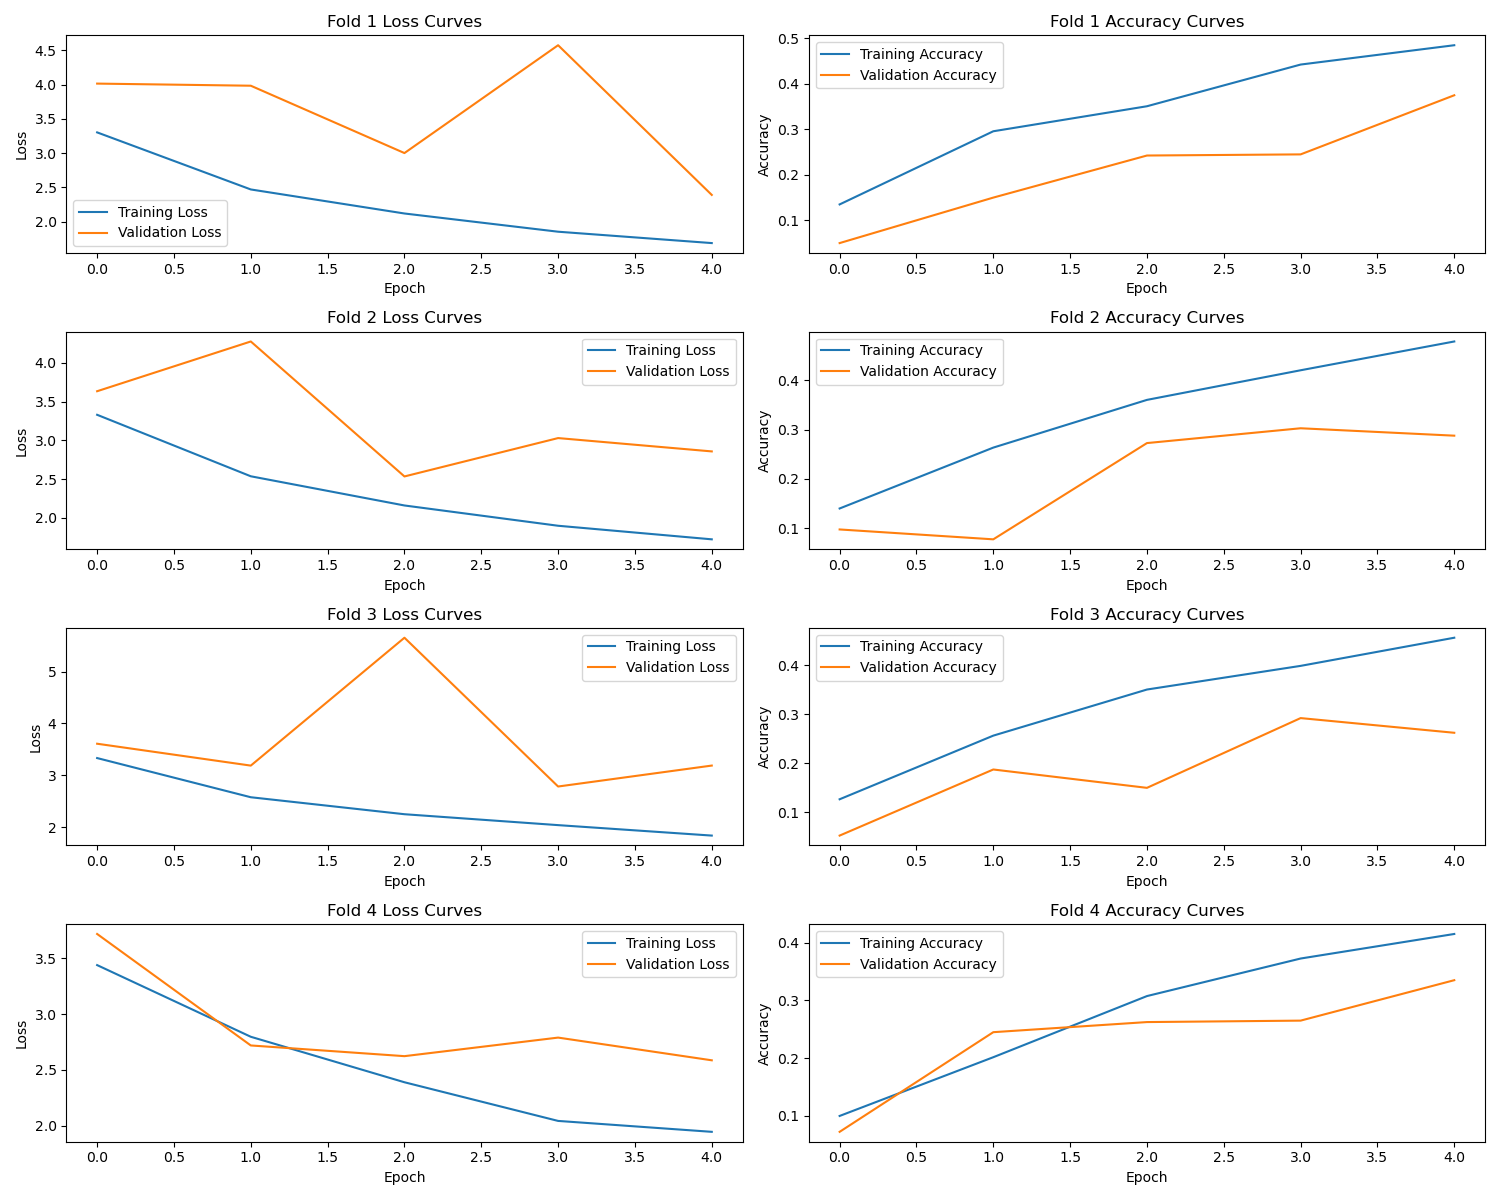 Fold 1 Loss Curves
4.5
4.0
3.5
3.0
2.5
2.0
Loss
Training Loss
Validation Loss
0.0 0.5 1.0 1.5 2.0 2.5 3.0 3.5 4.0
Epoch
Fold 1 Accuracy Curves
0.5
0.4
0.3
0.2
0.1
Accuracy
Training Accuracy
Validation Accuracy
0.0 0.5 1.0 1.5 2.0 2.5 3.0 3.5 4.0
Epoch
Fold 2 Loss Curves
4.0
3.5
3.0
2.5
2.0
Loss
Training Loss
Validation Loss
0.0 0.5 1.0 1.5 2.0 2.5 3.0 3.5 4.0
Epoch
Fold 2 Accuracy Curves
0.4
0.3
0.2
0.1
Accuracy
Training Accuracy
Validation Accuracy
0.0 0.5 1.0 1.5 2.0 2.5 3.0 3.5 4.0
Epoch
Fold 3 Loss Curves
5
4
3
2
Loss
Training Loss
Validation Loss
0.0 0.5 1.0 1.5 2.0 2.5 3.0 3.5 4.0
Epoch
Fold 3 Accuracy Curves
0.4
0.3
0.2
0.1
Accuracy
Training Accuracy
Validation Accuracy
0.0 0.5 1.0 1.5 2.0 2.5 3.0 3.5 4.0
Epoch
Fold 4 Loss Curves
3.5
3.0
2.5
2.0
Loss
Training Loss
Validation Loss
0.0 0.5 1.0 1.5 2.0 2.5 3.0 3.5 4.0
Epoch
Fold 4 Accuracy Curves
0.4
0.3
0.2
0.1
Accuracy
Training Accuracy
Validation Accuracy
0.0 0.5 1.0 1.5 2.0 2.5 3.0 3.5 4.0
Epoch